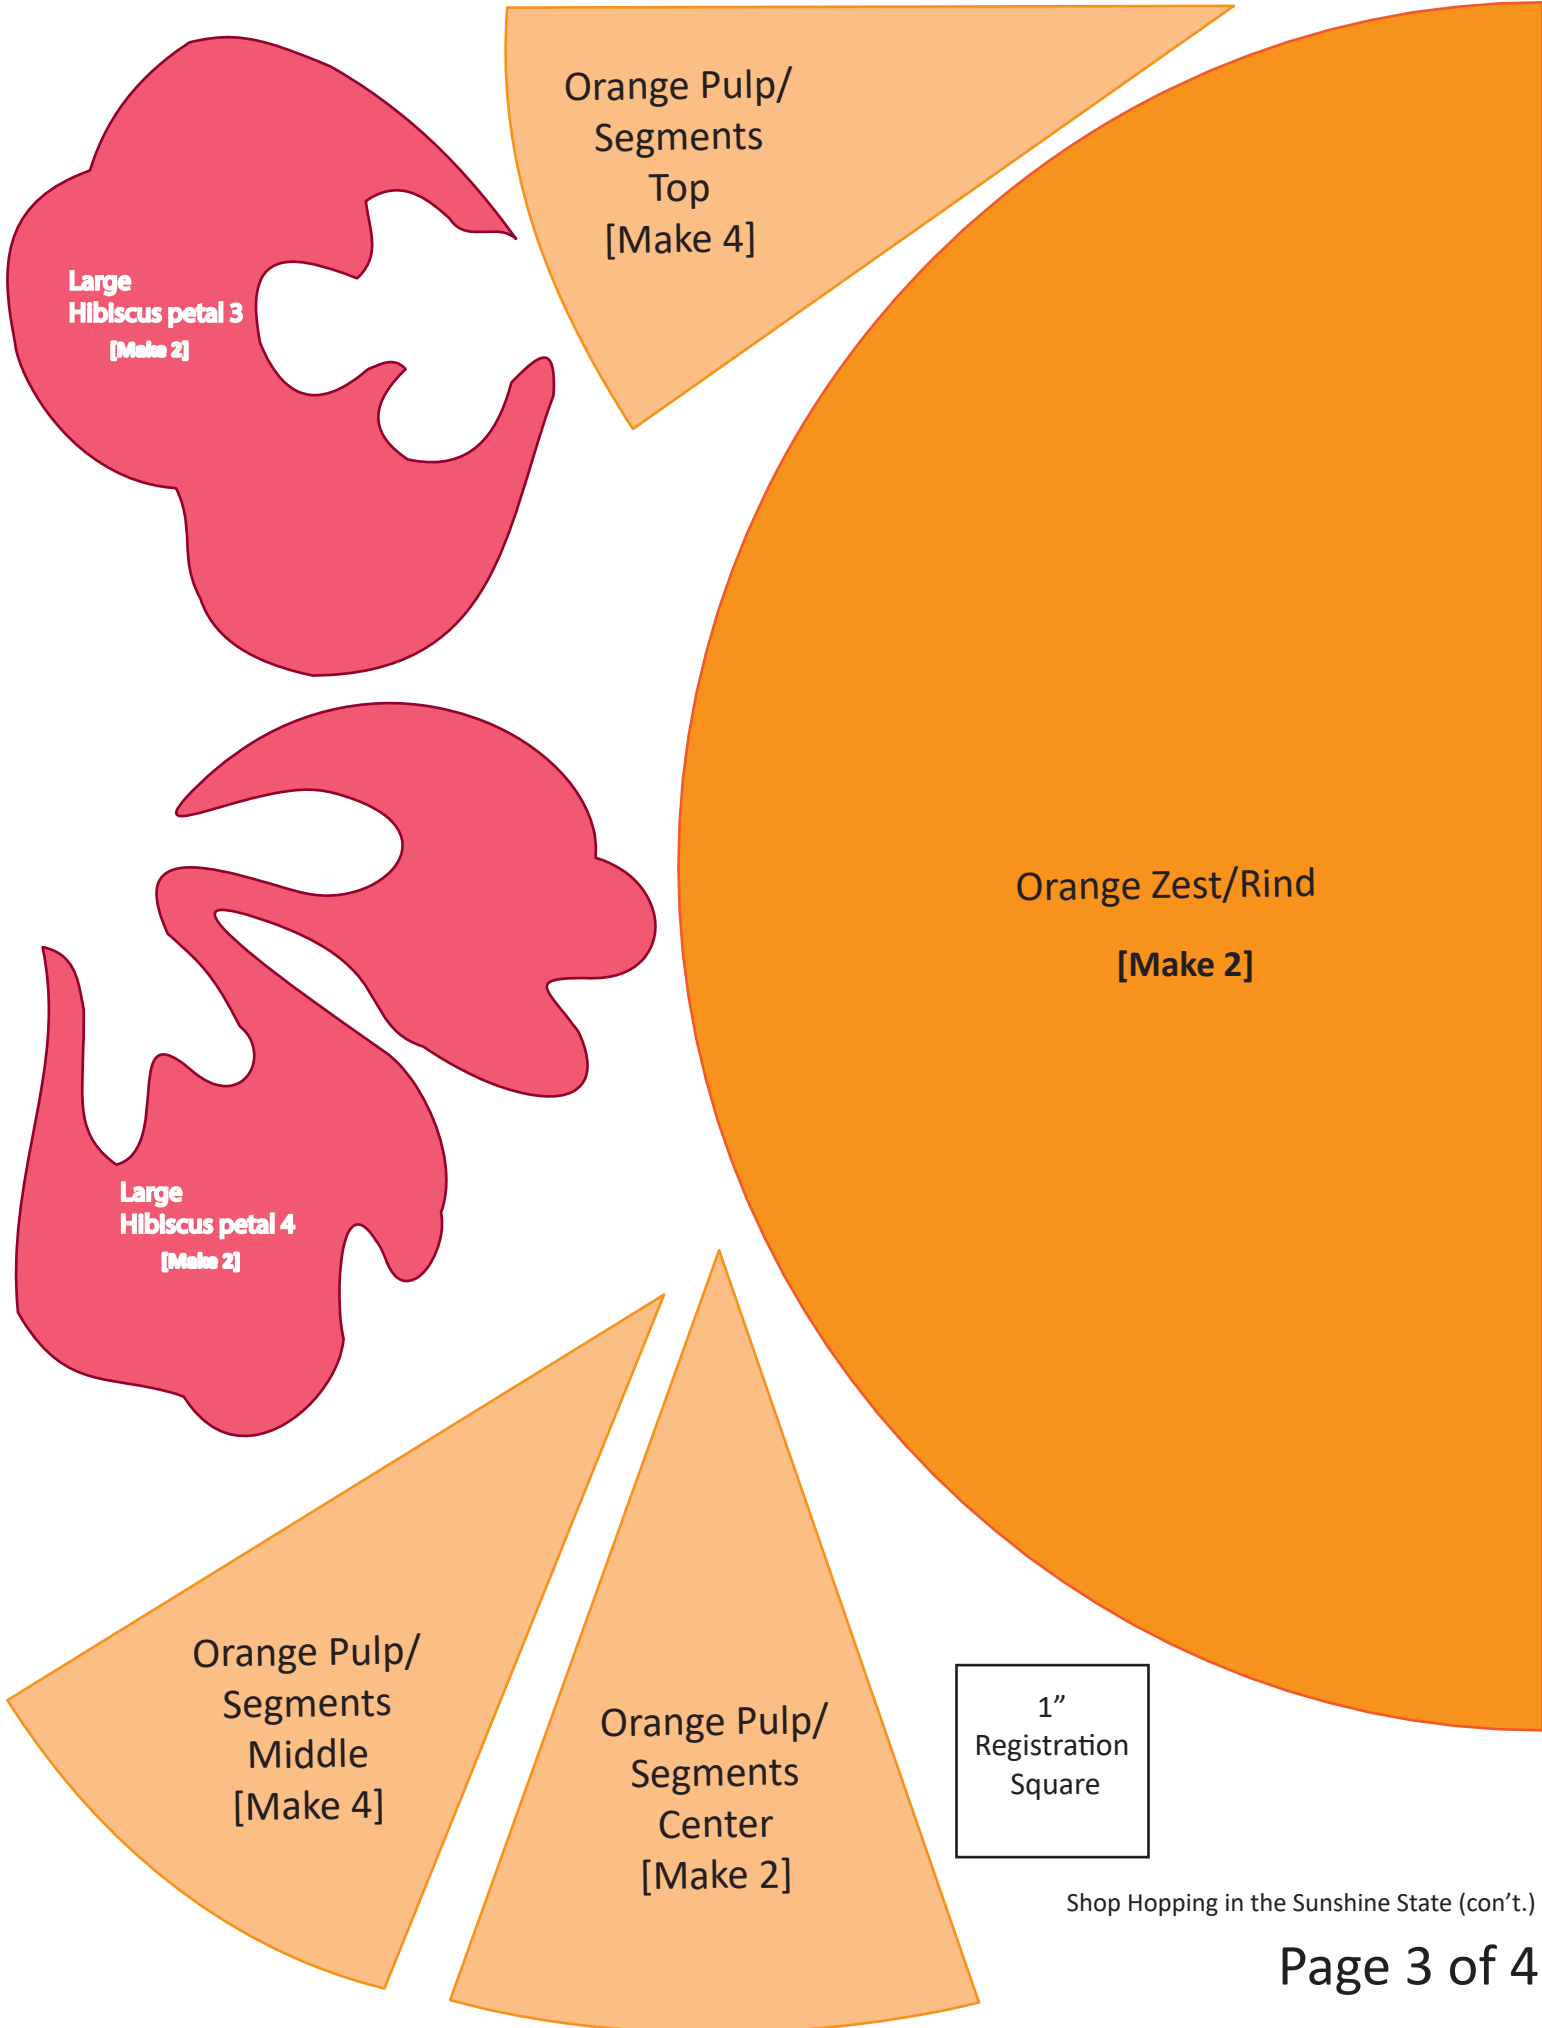 Orange Pulp/
Segments
Top
[Make 4]
Large
Hibiscus petal 3
[Make 2]
Orange Zest/Rind
[Make 2]
Large
Hibiscus petal 4
[Make 2]
Orange Pulp/
Segments
Middle
[Make 4]
Orange Pulp/
Segments
Center
[Make 2]
1”
Registration
Square
Shop Hopping in the Sunshine State (con’t.)
Page 3 of 4